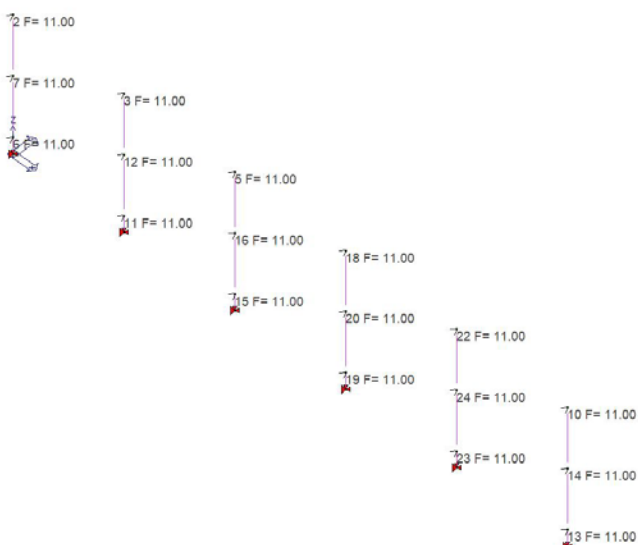 2 F= 11.00
7 F= 11.00
Z
6 F= 11.00
3 F= 11.00
12 F= 11.00
11 F= 11.00
5 F= 11.00
16 F= 11.00
15 F= 11.00
18 F= 11.00
20 F= 11.00
19 F= 11.00
22 F= 11.00
24 F= 11.00
23 F= 11.00
10 F= 11.00
14 F= 11.00
13 F= 11.00